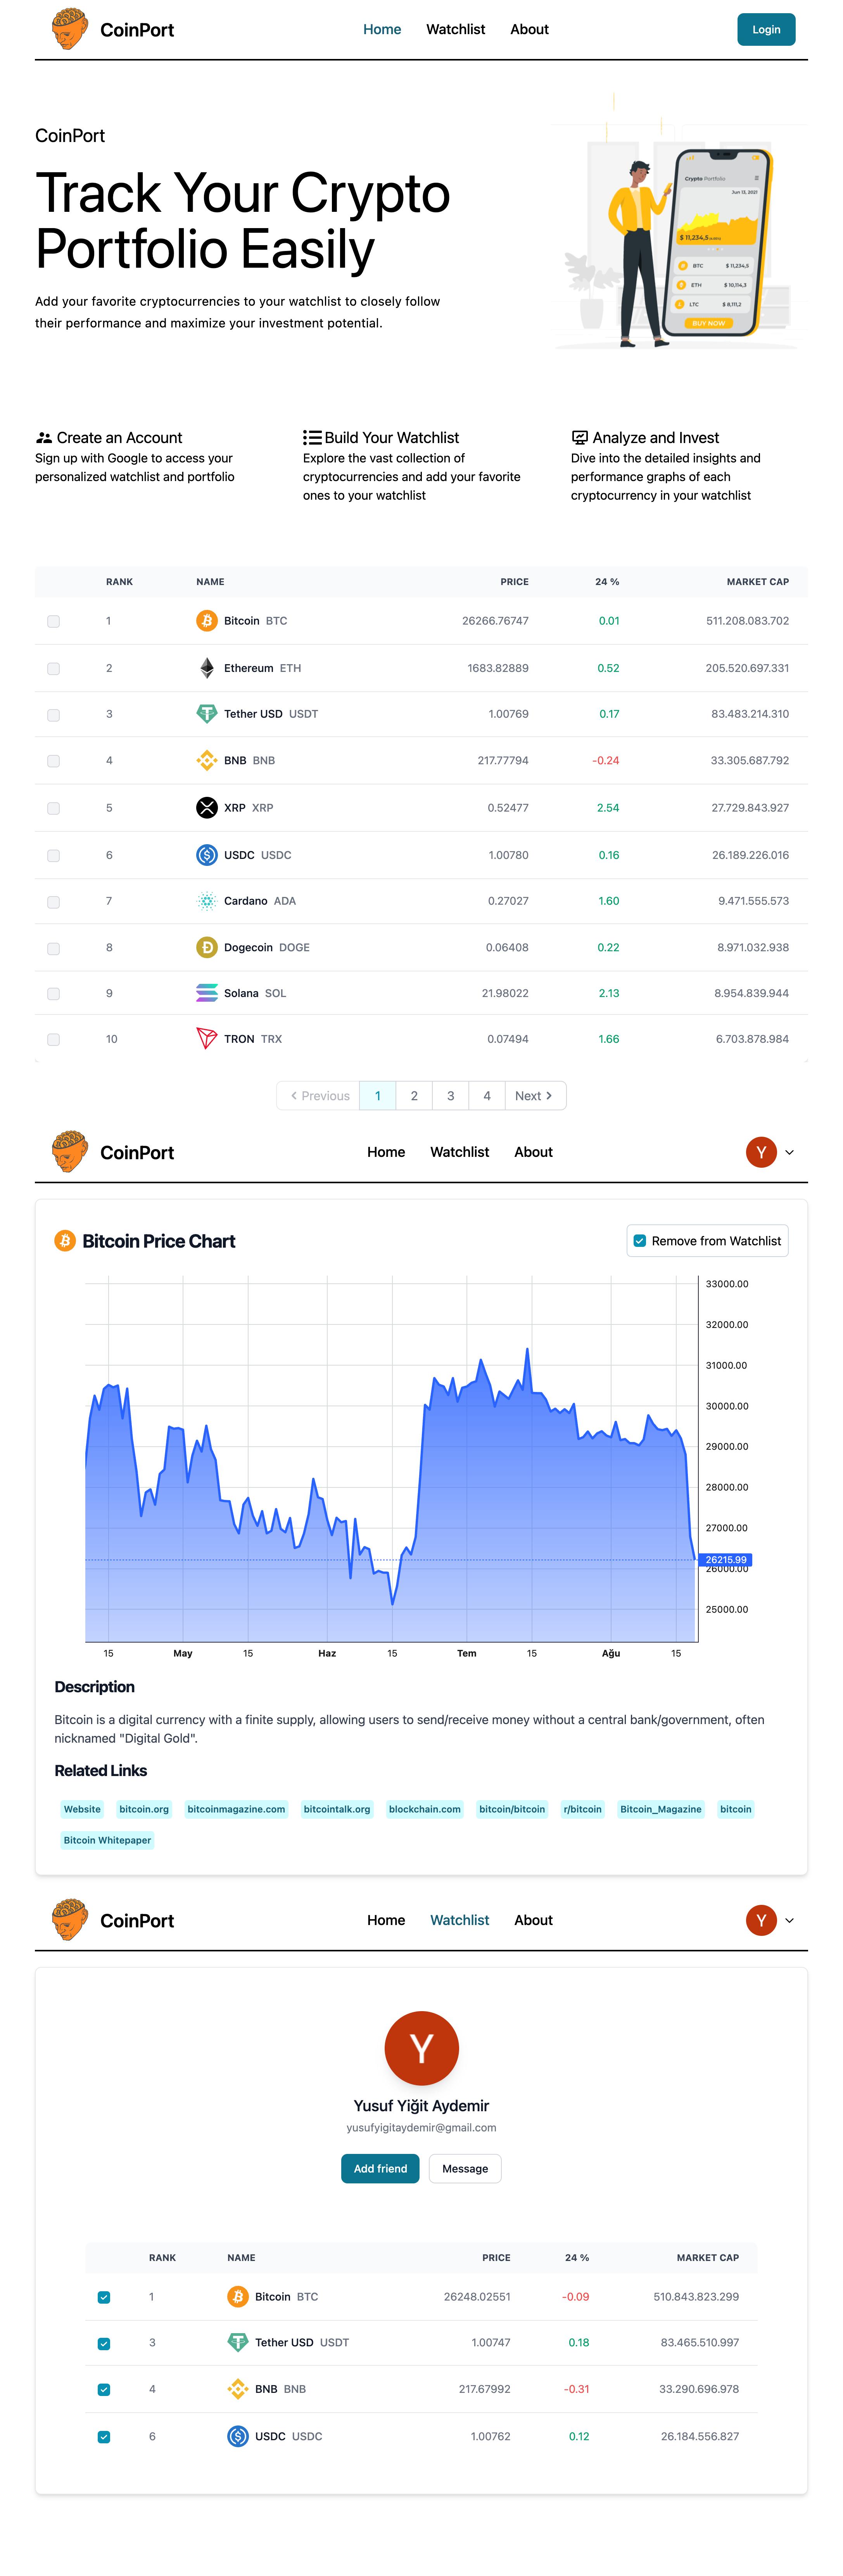 CoinPort
Home Watchlist About
Login
CoinPort
Track Your Crypto
Portfolio Easily
Add your favorite cryptocurrencies to your watchlist to closely follow
their performance and maximize your investment potential.
Crypto Portfolio
Jun 13, 2021
$ 11,234,5
BTC $ 11,234,5
ETH $ 10,114,3
LTC $ 8,111,2
BUY NOW
Create an Account
Sign up with Google to access your
personalized watchlist and portfolio
Build Your Watchlist
Explore the vast collection of
cryptocurrencies and add your favorite
ones to your watchlist
Analyze and Invest
Dive into the detailed insights and
performance graphs of each
cryptocurrency in your watchlist
RANK NAME PRICE 24 % MARKET CAP
1 Bitcoin BTC 26266.76747 0.01 511.208.083.702
2 Ethereum ETH 1683.82889 0.52 205.520.697.331
3 Tether USD USDT 1.00769 0.17 83.483.214.310
4 BNB BNB 217.77794 -0.24 33.305.687.792
5 XRP XRP 0.52477 2.54 27.729.843.927
6 USDC USDC 1.00780 0.16 26.189.226.016
7 Cardano ADA 0.27027 1.60 9.471.555.573
8 Dogecoin DOGE 0.06408 0.22 8.971.032.938
9 Solana SOL 21.98022 2.13 8.954.839.944
10 TRON TRX 0.07494 1.66 6.703.878.984
Previous 1 2 3 4 Next
CoinPort
Home Watchlist About
Y
Bitcoin Price Chart
Remove from Watchlist
33000.00
32000.00
31000.00
30000.00
29000.00
28000.00
27000.00
26215.99
26000.00
25000.00
15 May 15 Haz 15 Tem 15 Ağu 15
Description
Bitcoin is a digital currency with a finite supply, allowing users to send/receive money without a central bank/government, often
nicknamed "Digital Gold".
Related Links
Website bitcoin.org bitcoinmagazine.com bitcointalk.org blockchain.com bitcoin/bitcoin r/bitcoin Bitcoin_Magazine bitcoin
Bitcoin Whitepaper
CoinPort
Home Watchlist About
Y
Y
Yusuf Yiğit Aydemir
yusufyigitaydemir@gmail.com
Add friend Message
RANK NAME PRICE 24 % MARKET CAP
1 Bitcoin BTC 26248.02551 -0.09 510.843.823.299
3 Tether USD USDT 1.00747 0.18 83.465.510.997
4 BNB BNB 217.67992 -0.31 33.290.696.978
6 USDC USDC 1.00762 0.12 26.184.556.827